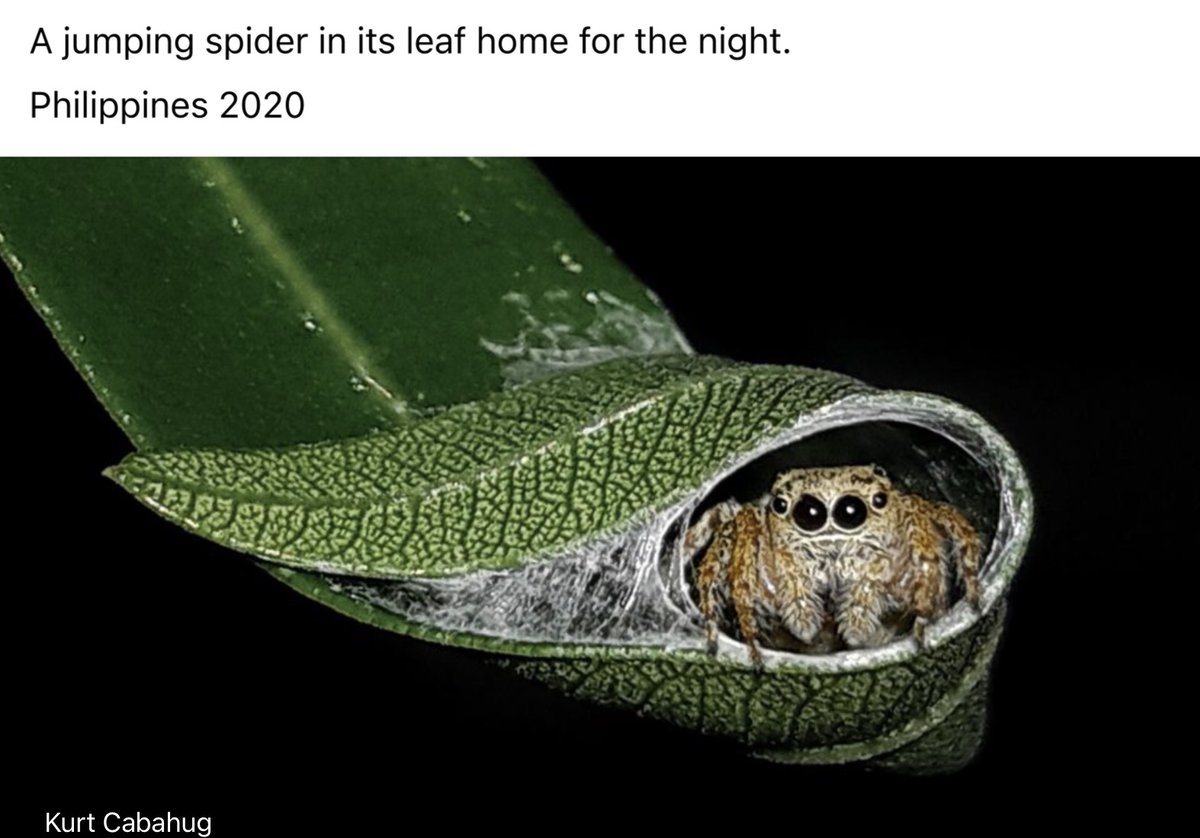 A jumping spider in its leaf home for the night.
Philippines 2020
Kurt Cabahug